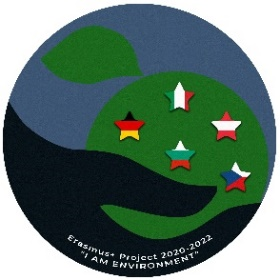 Erasmus+ Project 2020-2022
"I AM ENVIRONMENT"